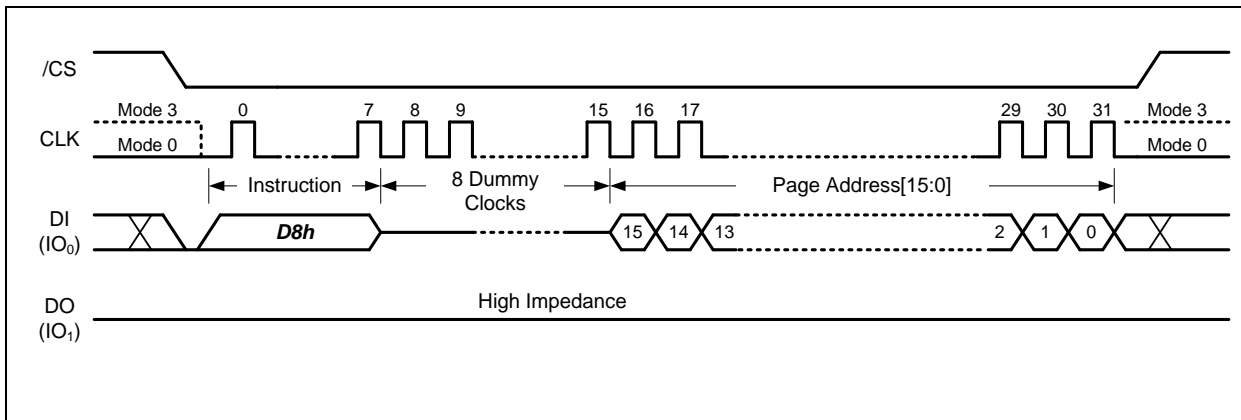 /CS
Mode 3 0 7 8 9 15 16 17 29 30 31 Mode 3
CLK
Mode 0 Mode 0
Instruction 8 Dummy Page Address[15:0]
Clocks
DI
(IO0) D8h 15 14 13 2 1 0
High Impedance
DO
(IO1)